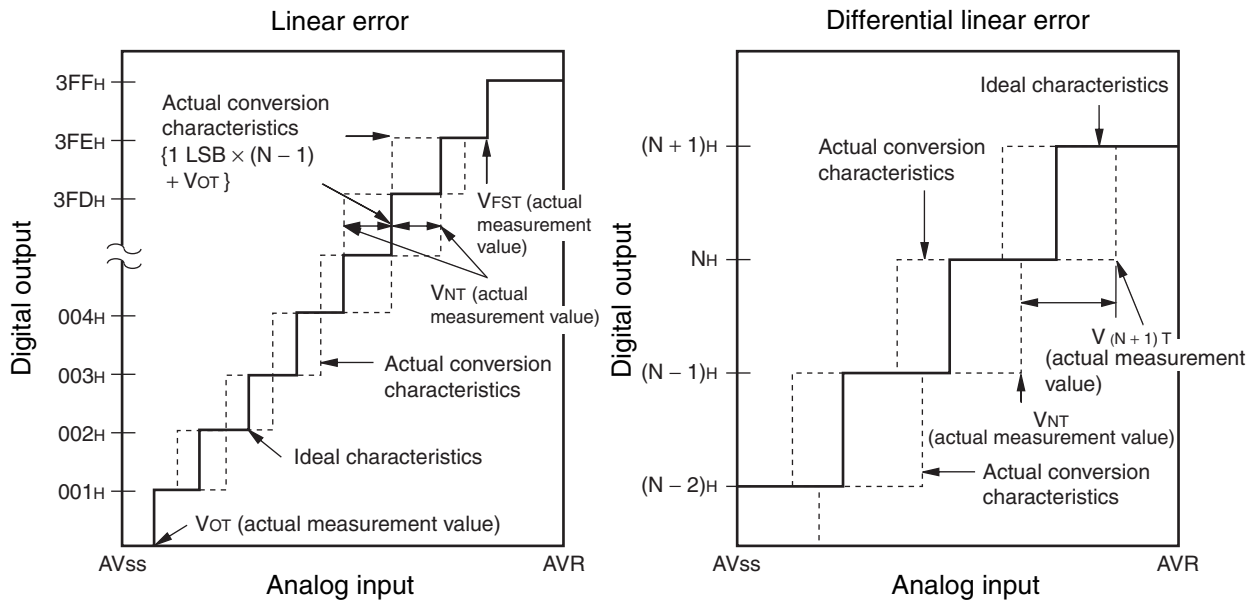 Linear error
3FFH
3FEH
3FDH
004H
003H
002H
001H
Digital output
Actual conversion
characteristics
{1 LSB × (N – 1)
+ VOT }
VFST (actual
measurement
value)
VNT (actual
measurement value)
Actual conversion
characteristics
Ideal characteristics
VOT (actual measurement value)
AVss
AVR
Analog input
Differential linear error
(N + 1)H
NH
(N – 1)H
(N – 2)H
Digital output
Ideal characteristics
Actual conversion
characteristics
V (N + 1) T
(actual measurement
value)
VNT
(actual measurement value)
Actual conversion
characteristics
AVss
AVR
Analog input